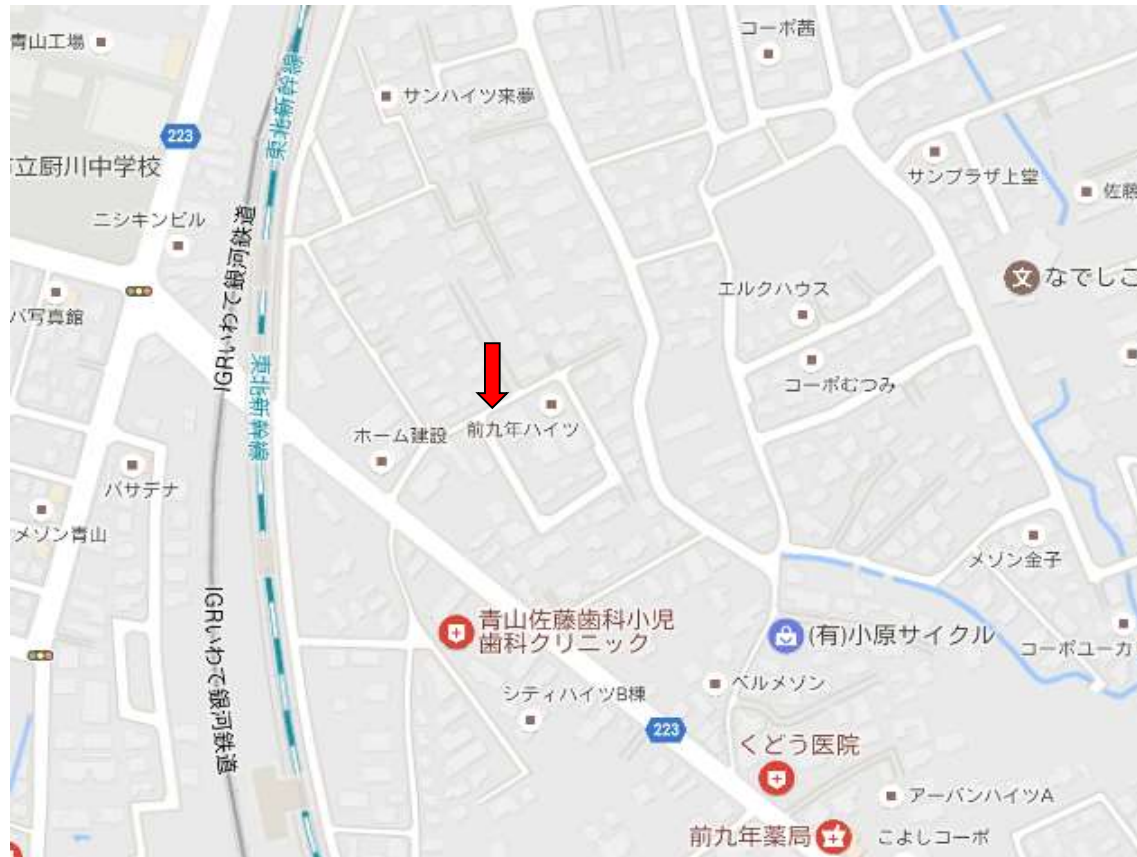 青山工場
コーポ茜
東北新幹線
サンハイツ来夢
223
立厨川中学校
サンプラザ上堂
佐藤
ニシキンビル
IGRいわて銀河鉄道
なでしこ
エルクハウス
バ写真館
東北新幹線
コーポむつみ
ホーム建設
前九年ハイツ
パサデナ
メゾン青山
メゾン金子
IGRいわて銀河鉄道
青山佐藤歯科小児
歯科クリニック
(有)小原サイクル
コーポユーカ
シティハイツB棟
ベルメゾン
223
くどう医院
アーバンハイツA
前九年薬局
こよしコーポ